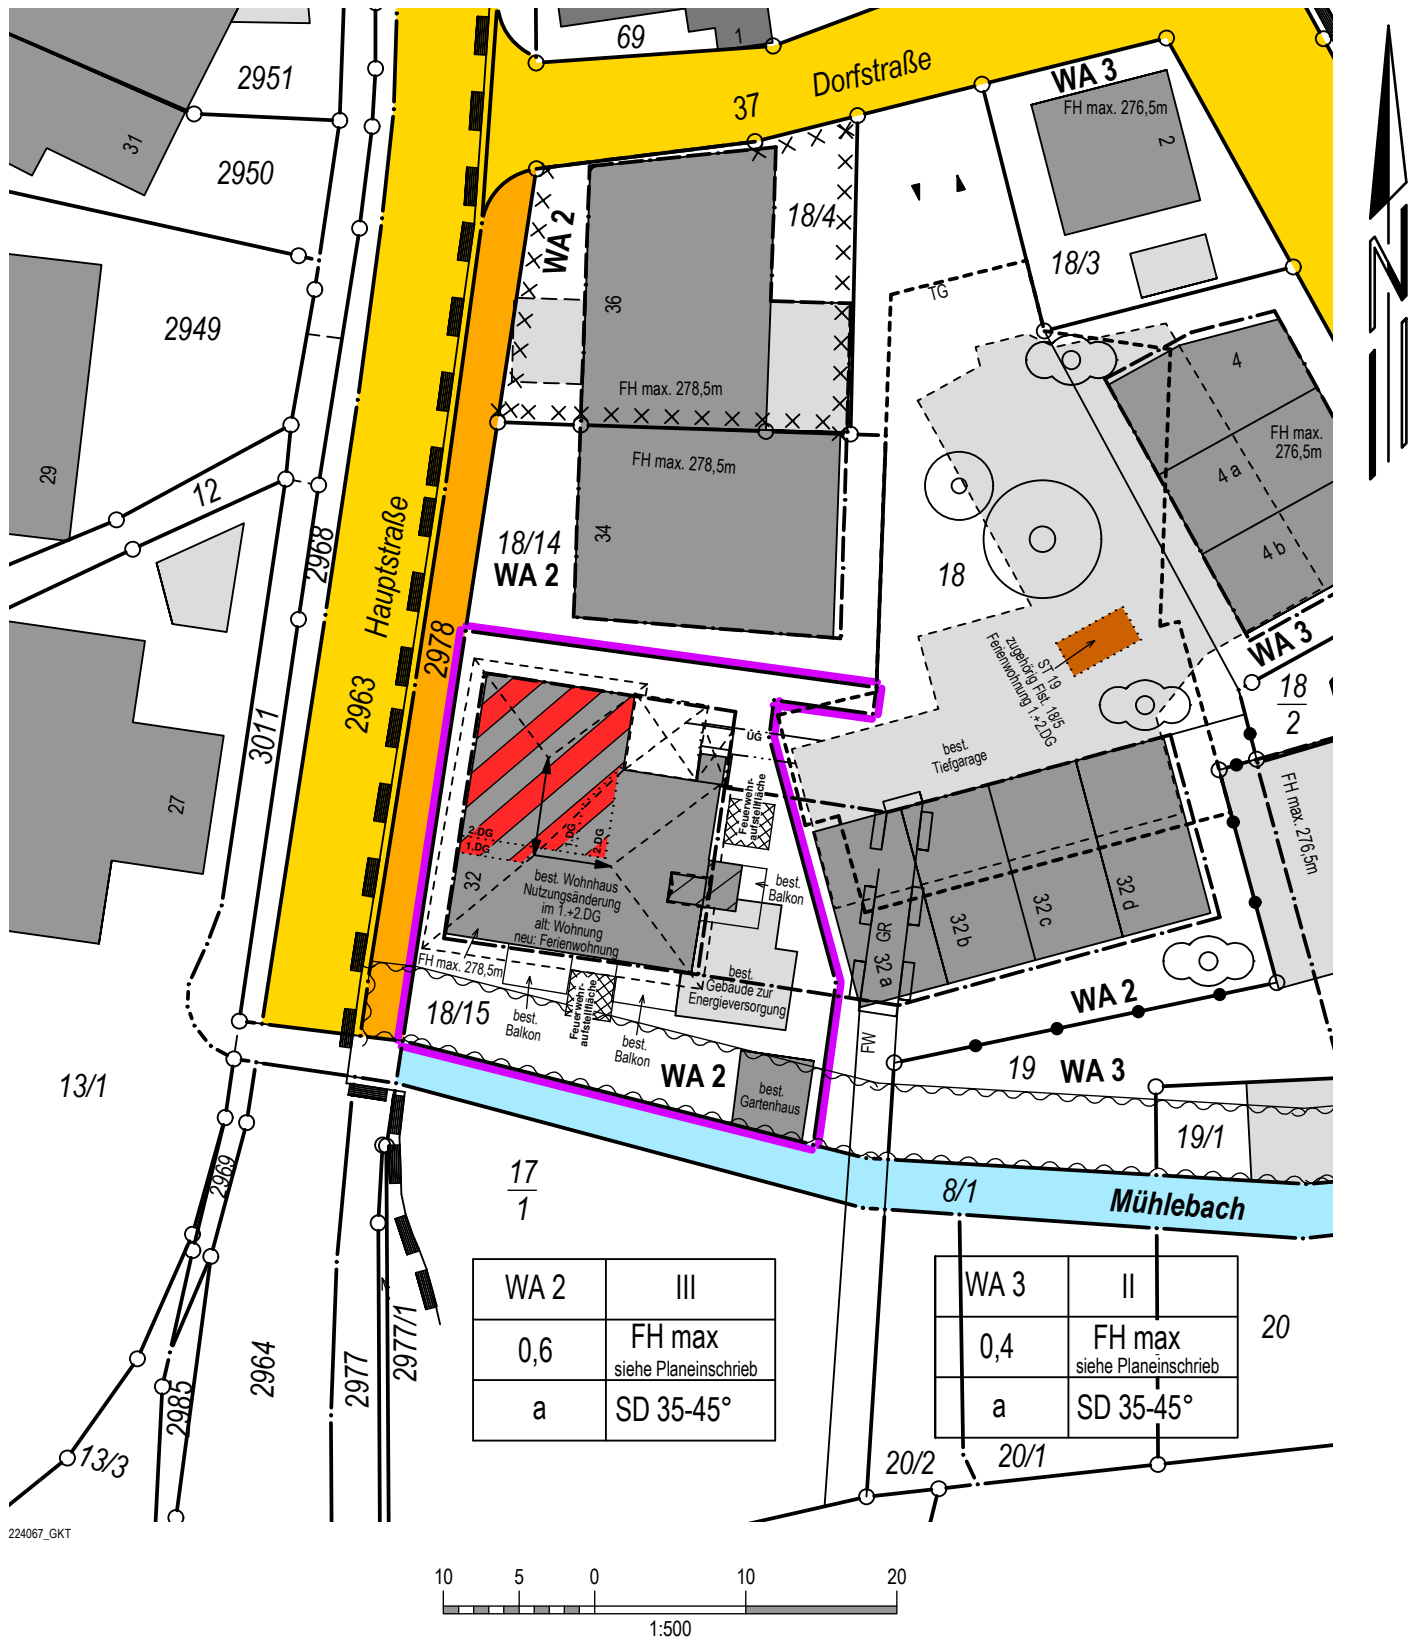 69
1
2951
31
2950
37
Dorfstraße
WA 3
FH max. 276,5m
2
18/3
18/4
WA 2
36
TG
2949
FH max. 278,5m
FH max. 278,5m
34
4
4 a
4 b
FH max.
276,5m
29
12
2968
Hauptstraße
18/14
WA 2
18
2978
2963
3011
27
ST 19
zugehörig Flst. 18/5
Ferienwohnung 1.+2.DG
WA 3
18
2
best.
Tiefgarage
FH max. 276,5m
ÜG
Feuerwehr-
aufstellfläche
2.DG
1.DG
1.DG
2.DG
32
best. Wohnhaus
Nutzungsänderung
im 1.+2.DG
alt: Wohnung
neu: Ferienwohnung
best.
Balkon
FH max. 278,5m
best.
Gebäude zur
Energieversorgung
GR
32 a
32 b
32 c
32 d
WA 2
18/15
best.
Balkon
Feuerwehr-
aufstellfläche
best.
Balkon
WA 2
best.
Gartenhaus
FW
19
WA 3
19/1
13/1
2969
17
1
8/1
Mühlebach
WA 2
III
0,6
FH max
siehe Planeinschrieb
a
SD 35-45°
WA 3
II
0,4
FH max
siehe Planeinschrieb
a
SD 35-45°
20
2964
2977
2977/1
2985
13/3
20/2
20/1
224067_GKT
10 5 0 10 20
1:500
N